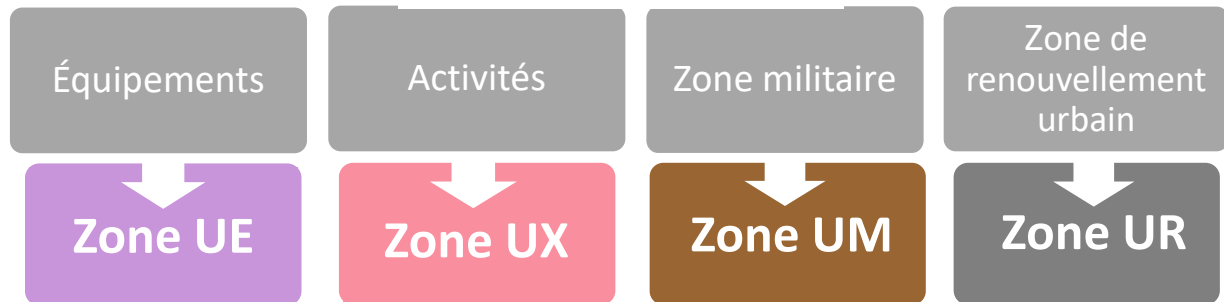 Équipements
Activités
Zone militaire
Zone de
renouvellement
urbain
Zone UE
Zone UX
Zone UM
Zone UR